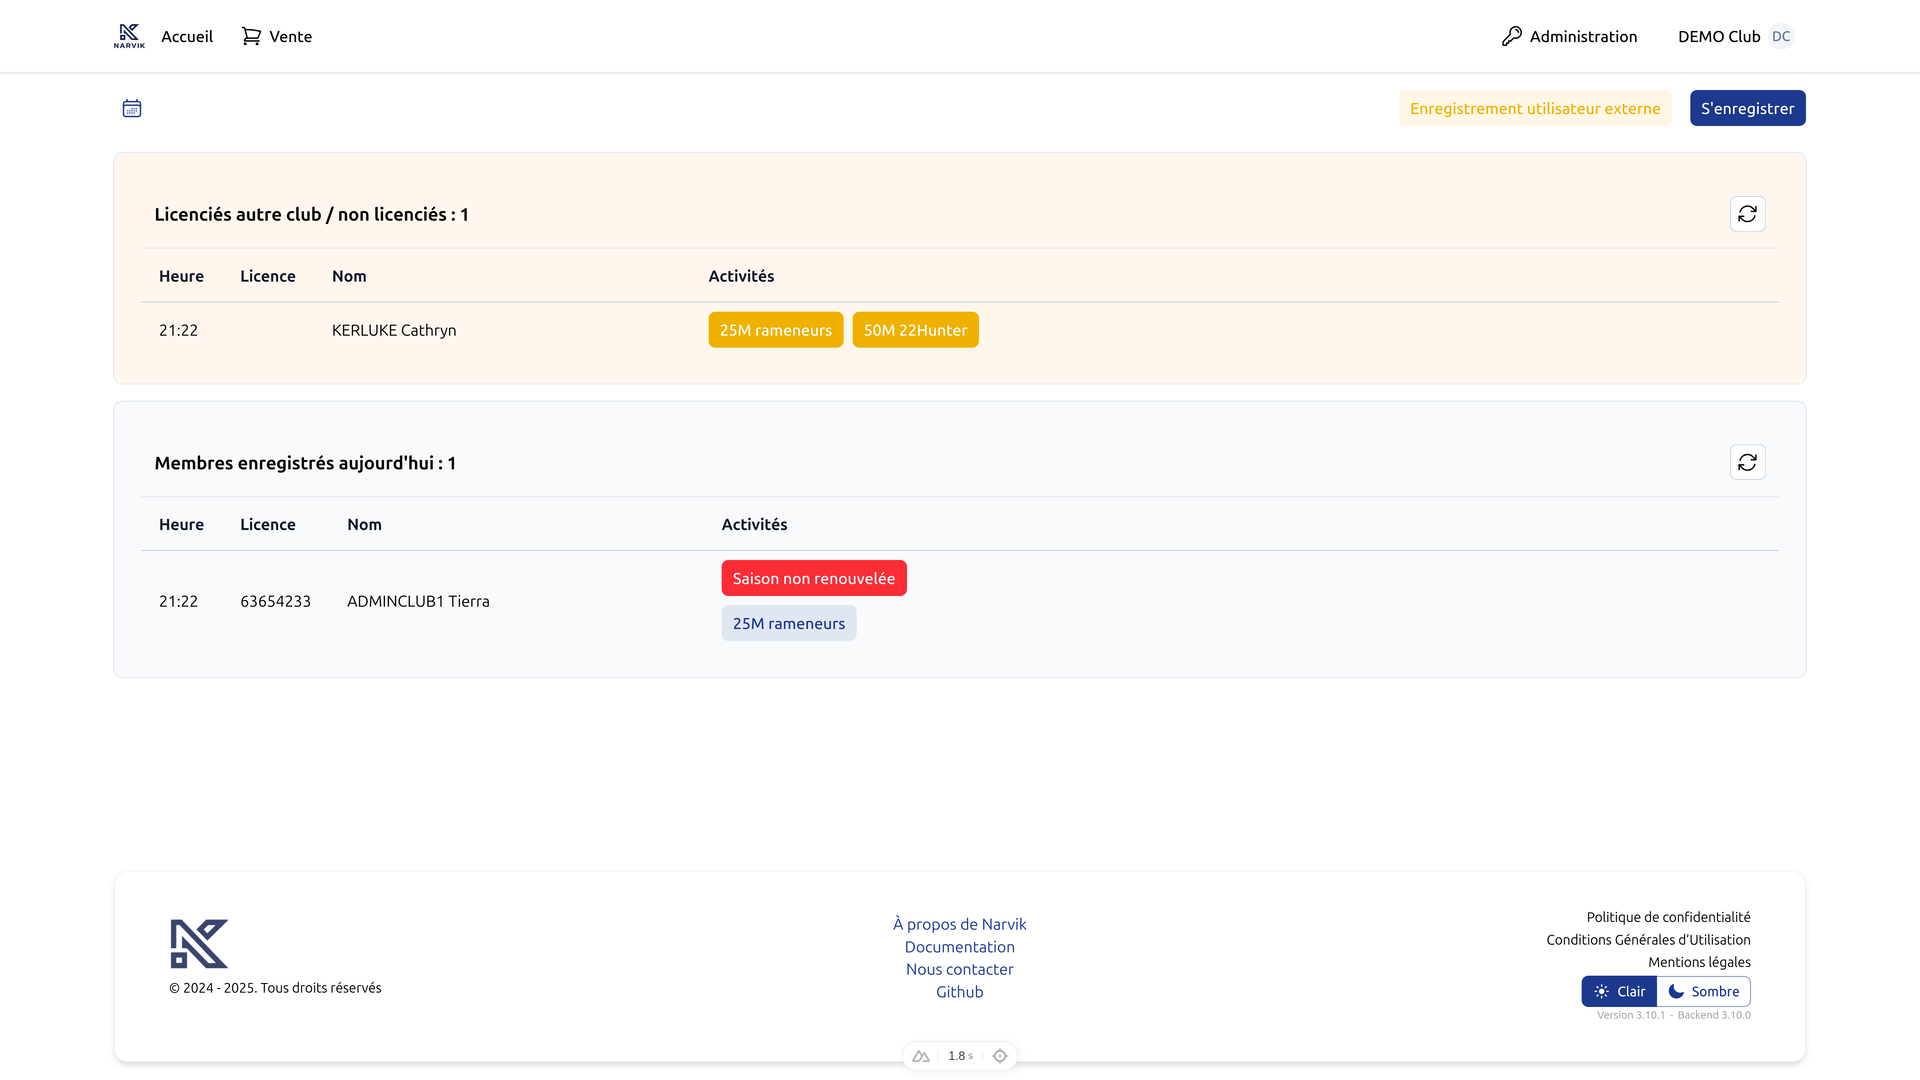 NARVIK
Accueil
Vente
Administration
DEMO Club
DC
Enregistrement utilisateur externe
S'enregistrer
Licenciés autre club / non licenciés : 1
Heure Licence Nom Activités
21:22 KERLUKE Cathryn 25M rameneurs 50M 22Hunter
Membres enregistrés aujourd'hui : 1
Heure Licence Nom Activités
Saison non renouvelée
21:22 63654233 ADMINCLUB1 Tierra
25M rameneurs
© 2024 - 2025. Tous droits réservés
À propos de Narvik
Documentation
Nous contacter
Github
Politique de confidentialité
Conditions Générales d'Utilisation
Mentions légales
Clair Sombre
Version 3.10.1 - Backend 3.10.0
1.8 s